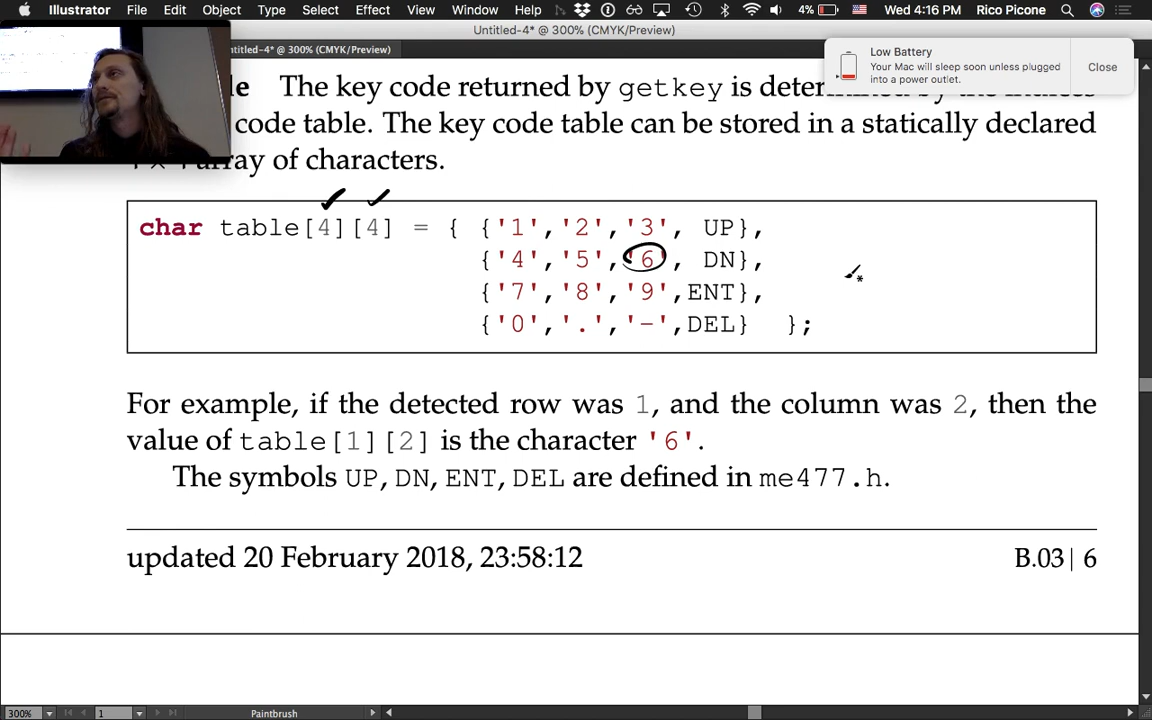 Illustrator File Edit Object Type Select Effect View Window Help 4% Wed 4:16 PM Rico Picone
Untitled-4* @ 300% (CMYK/Preview)
ntitled-4* @ 300% (CMYK/Preview)
Low Battery
Your Mac will sleep soon unless plugged
into a power outlet.
Close
The key code returned by getkey is
code table. The key code table can be stored in a statically declared
array of characters.
char table[4][4] = { {'1','2','3', UP},
{'4','5','6', DN},
{'7','8','9',ENT},
{'0','.','-',DEL} };
For example, if the detected row was 1, and the column was 2, then the
value of table[1][2] is the character '6'.
The symbols UP, DN, ENT, DEL are defined in me477.h.
updated 20 February 2018, 23:58:12 B.03| 6
300% 1 Paintbrush